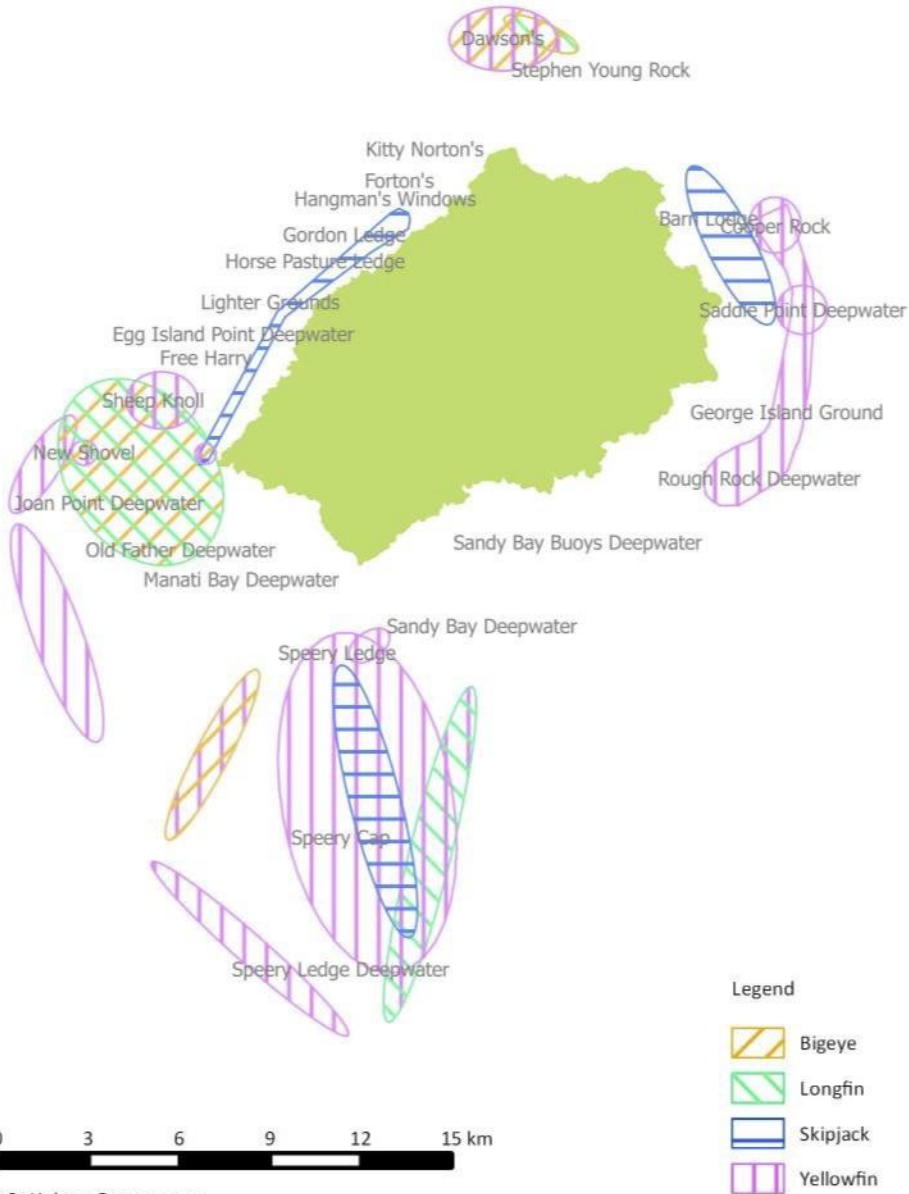 Dawson's
Stephen Young Rock
Kitty Norton's
Forton's
Hangman's Windows
Barn Ledge
Cooper Rock
Gordon Ledge
Horse Pasture Ledge
Lighter Grounds
Saddle Point Deepwater
Egg Island Point Deepwater
Free Harry
Sheep Knoll
George Island Ground
New Shovel
Rough Rock Deepwater
Joan Point Deepwater
Old Father Deepwater
Sandy Bay Buoys Deepwater
Manati Bay Deepwater
Sandy Bay Deepwater
Speery Ledge
Speery Cap
Speery Ledge Deepwater
Legend
Bigeye
Longfin
Skipjack
Yellowfin
0 3 6 9 12 15 km